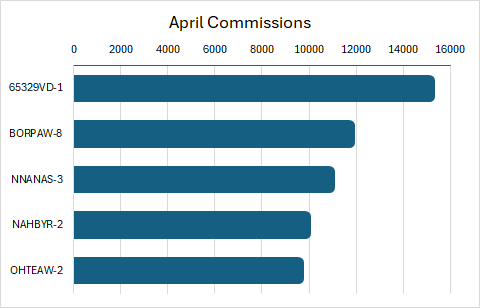 April Commissions
0 2000 4000 6000 8000 10000 12000 14000 16000
65329VD-1
BORPAW-8
NNANAS-3
NAHBYR-2
OHTEAW-2